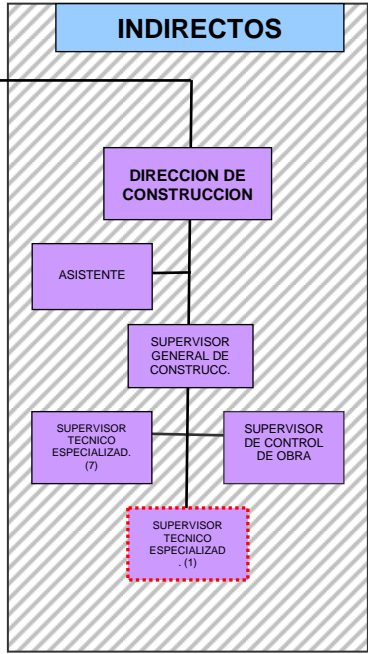 INDIRECTOS
DIRECCION DE
CONSTRUCCION
ASISTENTE
SUPERVISOR
GENERAL DE
CONSTRUCC.
SUPERVISOR
TECNICO
ESPECIALIZAD.
(7)
SUPERVISOR
DE CONTROL
DE OBRA
SUPERVISOR
TECNICO
ESPECIALIZAD
. (1)